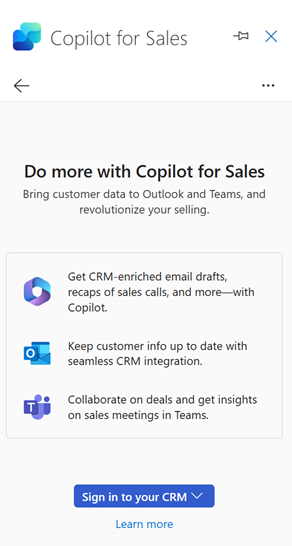 Copilot for Sales
Do more with Copilot for Sales
Bring customer data to Outlook and Teams, and
revolutionize your selling.
Get CRM-enriched email drafts,
recaps of sales calls, and more—with
Copilot.
Keep customer info up to date with
seamless CRM integration.
Collaborate on deals and get insights
on sales meetings in Teams.
Sign in to your CRM
Learn more